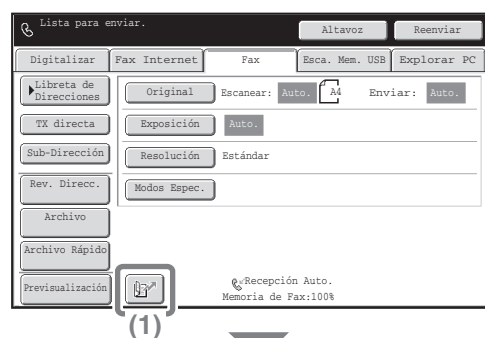 Lista para enviar.
Altavoz
Reenviar
Digitalizar
Fax Internet
Fax
Esca. Mem. USB
Explorar PC
Libreta de
Direcciones
Original
Escanear:
Auto.
A4
Enviar:
Auto.
TX directa
Exposición
Auto.
Sub-Dirección
Resolución
Estándar
Rev. Direcc.
Modos Espec.
Archivo
Archivo Rápido
Previsualización
Recepción Auto.
Memoria de Fax:100%
(1)